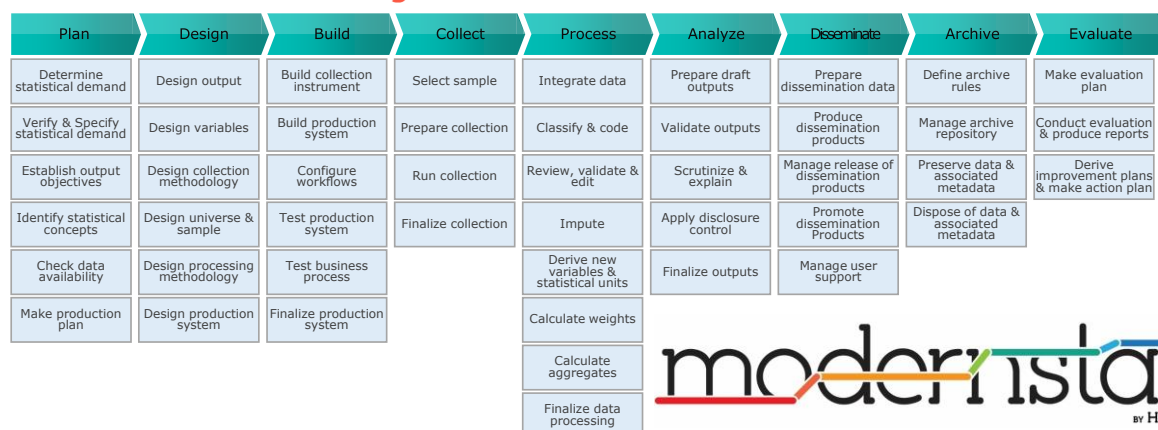 Plan
Design
Build
Collect
Process
Analyze
Disseminate
Archive
Evaluate
Determine
statistical demand
Design output
Build collection
instrument
Select sample
Integrate data
Prepare draft
outputs
Prepare
dissemination data
Define archive
rules
Make evaluation
plan
Verify & Specify
statistical demand
Design variables
Build production
system
Prepare collection
Classify & code
Validate outputs
Produce
dissemination
products
Manage archive
repository
Conduct evaluation
& produce reports
Establish output
objectives
Design collection
methodology
Configure
workflows
Run collection
Review, validate &
edit
Scrutinize &
explain
Manage release of
dissemination
products
Preserve data &
associated
metadata
Derive
improvement plans
& make action plan
Identify statistical
concepts
Design universe &
sample
Test production
system
Finalize collection
Impute
Apply disclosure
control
Promote
dissemination
Products
Dispose of data &
associated
metadata
Check data
availability
Design processing
methodology
Test business
process
Derive new
variables &
statistical units
Finalize outputs
Manage user
support
Make production
plan
Design production
system
Finalize production
system
Calculate weights
Calculate
aggregates
Finalize data
processing
modernsta
BY H